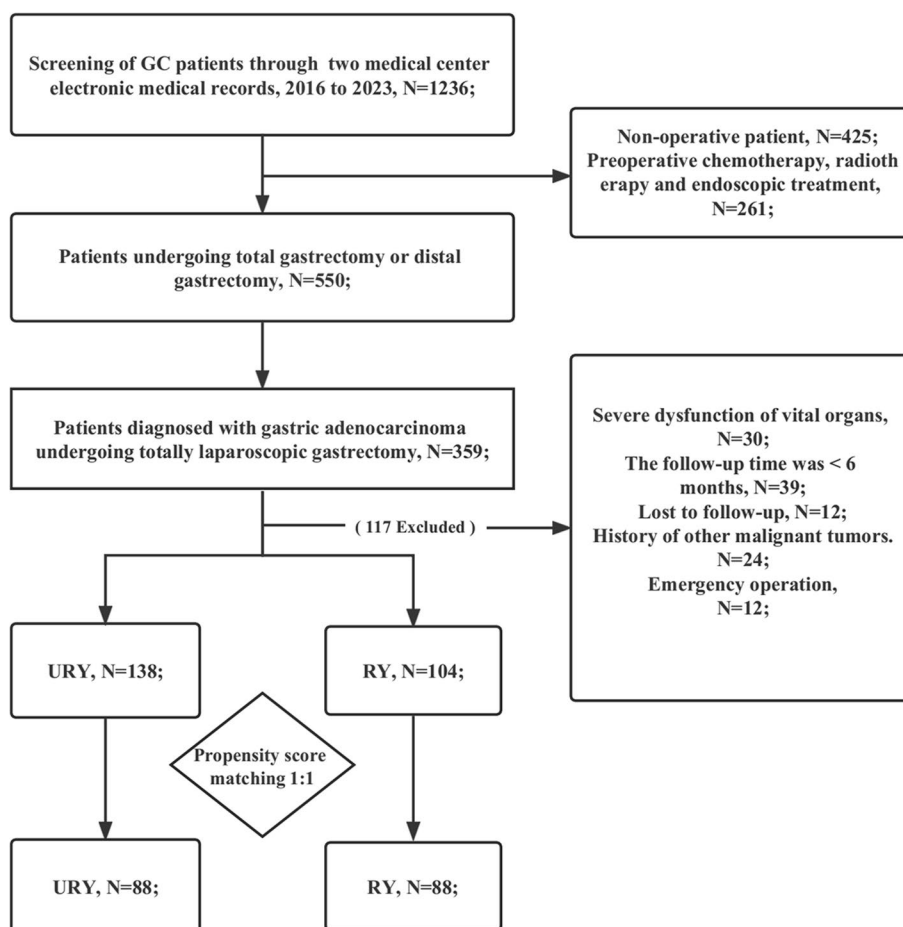 Screening of GC patients through two medical center
electronic medical records, 2016 to 2023, N=1236;
Non-operative patient, N=425;
Preoperative chemotherapy, radioth
erapy and endoscopic treatment,
N=261;
Patients undergoing total gastrectomy or distal
gastrectomy, N=550;
Patients diagnosed with gastric adenocarcinoma
undergoing totally laparoscopic gastrectomy, N=359;
( 117 Excluded )
Severe dysfunction of vital organs,
N=30;
The follow-up time was < 6
months, N=39;
Lost to follow-up, N=12;
History of other malignant tumors.
N=24;
Emergency operation,
N=12;
URY, N=138;
RY, N=104;
Propensity score
matching 1:1
URY, N=88;
RY, N=88;